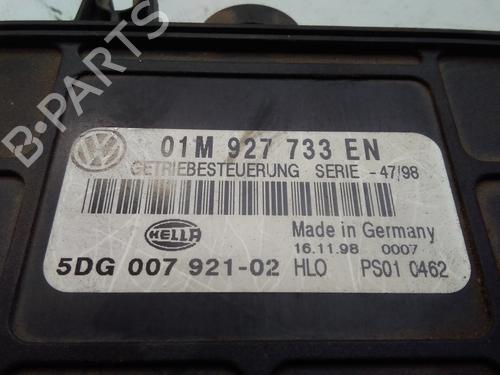 01M 927 733 EN
GETRIEBESTEUERUNG SERIE - 47/98
HELLA
Made in Germany
16.11.98 0007
5DG 007 921-02 HLO PS01 0462
B-PARTS